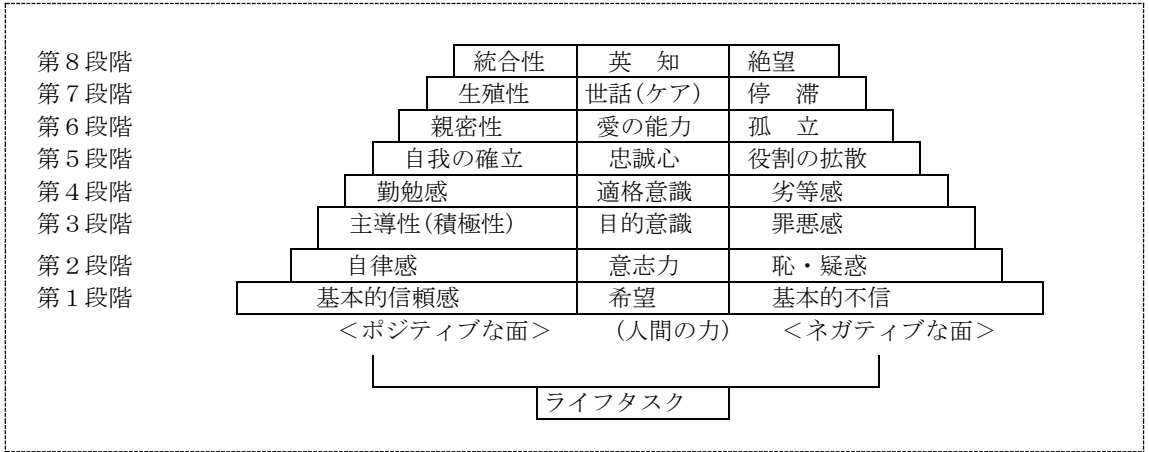 第８段階 統合性 英　知 絶望
第７段階 生殖性 世話(ケア) 停　滞
第６段階 親密性 愛の能力 孤　立
第５段階 自我の確立 忠誠心 役割の拡散
第４段階 勤勉感 適格意識 劣等感
第３段階 主導性(積極性) 目的意識 罪悪感
第２段階 自律感 意志力 恥・疑惑
第１段階 基本的信頼感 希望 基本的不信
＜ポジティブな面＞ (人間の力) ＜ネガティブな面＞
ライフタスク